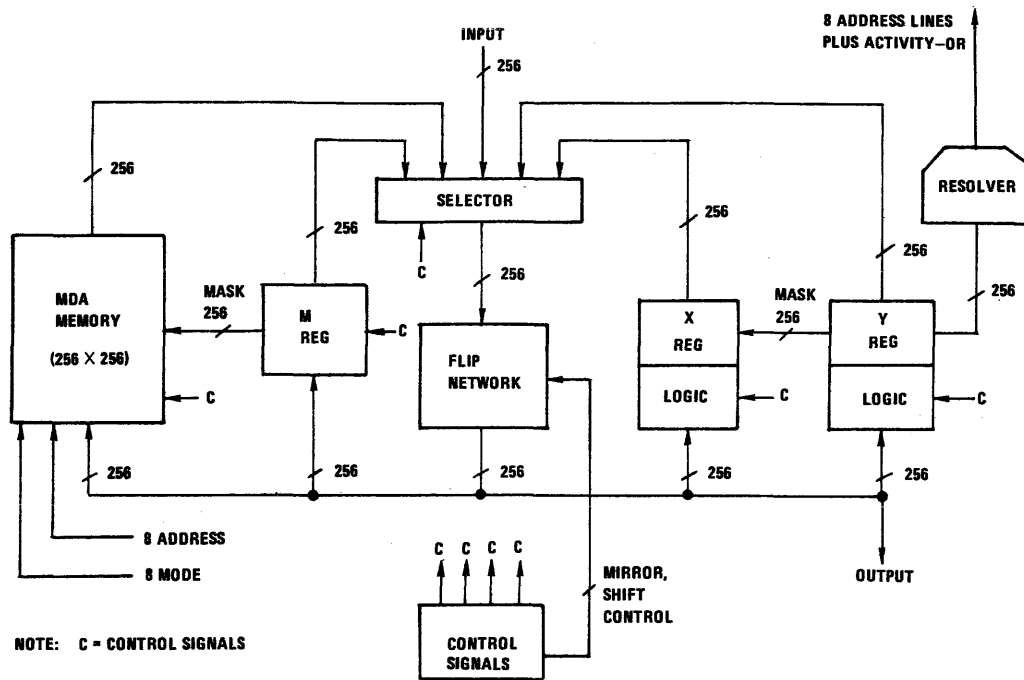 8 ADDRESS LINES
PLUS ACTIVITY-OR
INPUT
256
256
256
256
256
256
RESOLVER
SELECTOR
C
256
MDA
MEMORY
(256 X 256)
C
MASK
256
M
REG
C
FLIP
NETWORK
X
REG
LOGIC
C
MASK
256
Y
REG
LOGIC
C
256
256
256
256
256
8 ADDRESS
8 MODE
C C C C
CONTROL
SIGNALS
MIRROR,
SHIFT
CONTROL
OUTPUT
NOTE: C = CONTROL SIGNALS